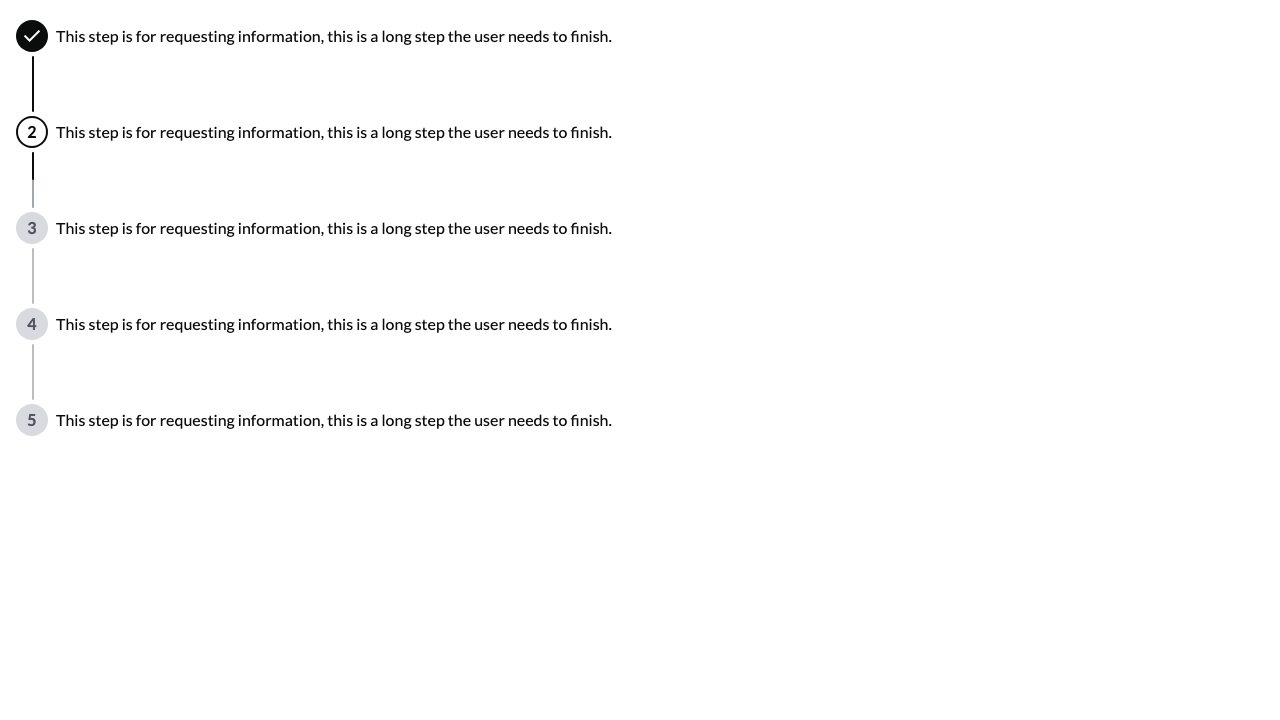 This step is for requesting information, this is a long step the user needs to finish.
2 This step is for requesting information, this is a long step the user needs to finish.
3 This step is for requesting information, this is a long step the user needs to finish.
4 This step is for requesting information, this is a long step the user needs to finish.
5 This step is for requesting information, this is a long step the user needs to finish.